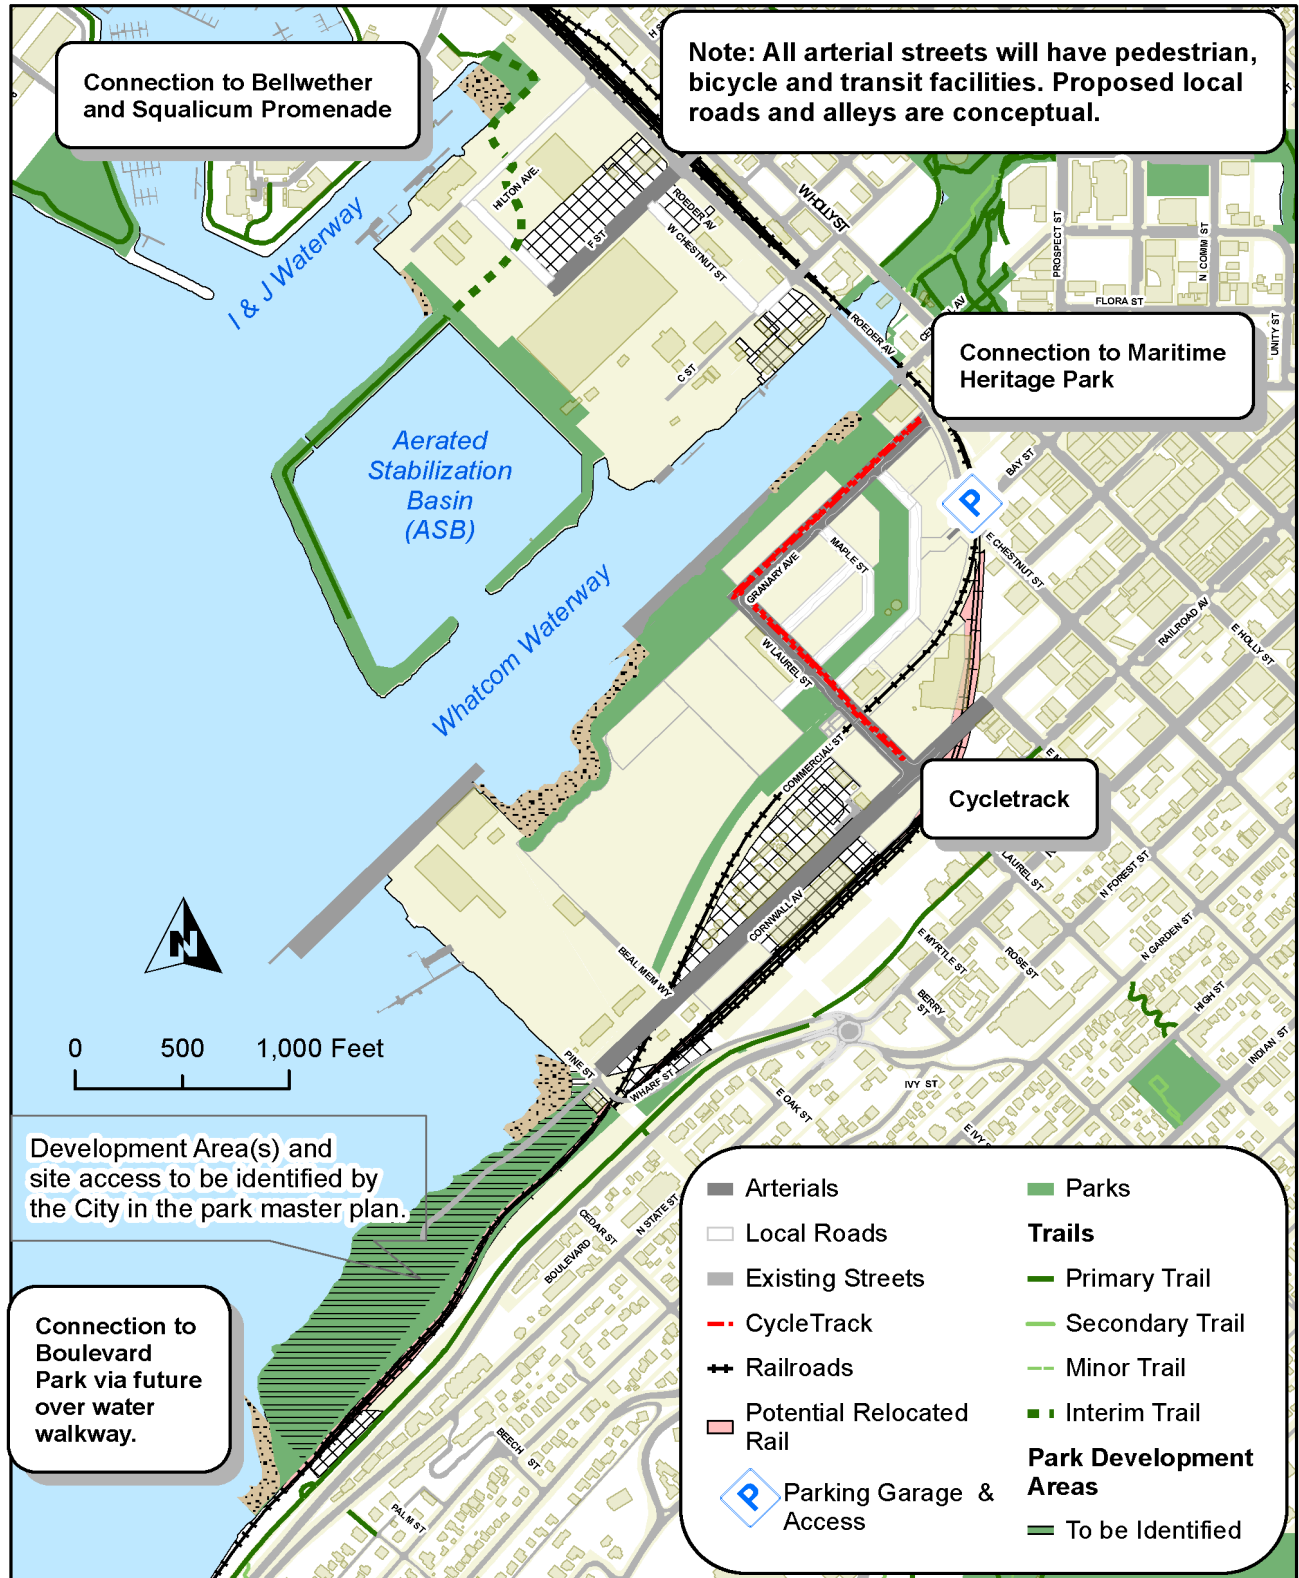 Connection to Bellwether
and Squalicum Promenade
Note: All arterial streets will have pedestrian,
bicycle and transit facilities. Proposed local
roads and alleys are conceptual.
H ST
HILTON AVE.
I & J Waterway
F ST
ROEDER AV
W CHESTNUT ST
W HOLLY ST
PROSPECT ST
N COMM ST
FLORA ST
UNITY ST
C ST
ROEDER AV
Connection to Maritime
Heritage Park
Aerated
Stabilization
Basin
(ASB)
BAY ST
P
E CHESTNUT ST
MAPLE ST
GRANARY AVE
RAILROAD AV
E HOLLY ST
Whatcom Waterway
W LAUREL ST
COMMERCIAL ST
Cycletrack
LAUREL ST
N FOREST ST
CORNWALL AV
N GARDEN ST
E MYRTLE ST
ROSE ST
BEAL MEM WY
BERRY
ST
HIGH ST
INDIAN ST
N
0 500 1,000 Feet
PINE ST
WHARF ST
IVY ST
E OAK ST
E IVY
Development Area(s) and
site access to be identified by
the City in the park master plan.
CEDAR ST
N STATE ST
BOULEVARD
Connection to
Boulevard
Park via future
over water
walkway.
BEECH ST
PALM ST
Arterials
Local Roads
Existing Streets
CycleTrack
Railroads
Potential Relocated
Rail
P
Parking Garage &
Access
Parks
Trails
Primary Trail
Secondary Trail
Minor Trail
Interim Trail
Park Development
Areas
To be Identified